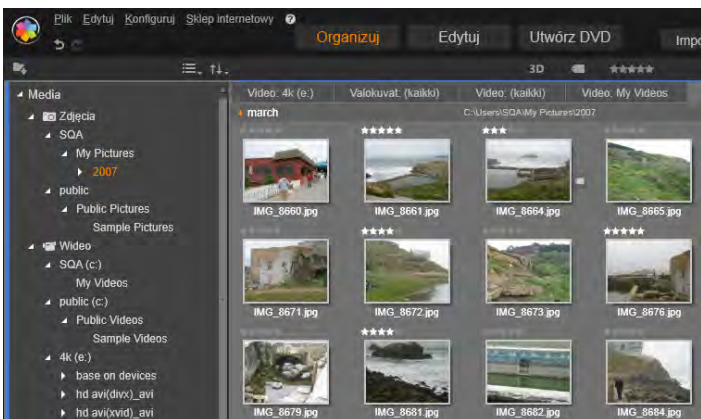 Plik Edytuj Konfiguruj Sklep internetowy ?
Organizuj Edytuj Utwórz DVD Impo
3D
Media
Zdjęcia
SQA
My Pictures
2007
public
Public Pictures
Sample Pictures
Wideo
SQA (c:)
My Videos
public (c:)
Public Videos
Sample Videos
4k (e:)
base on devices
hd avi(divx)_avi
hd avi(xvid)_avi
Video: 4k (e:) Valokuvat: (kaikki) Video: (kaikki) Video: My Videos
march C:\Users\SQA\My Pictures\2007
IMG_8660.jpg IMG_8661.jpg IMG_8664.jpg IMG_8665.jpg
IMG_8671.jpg IMG_8672.jpg IMG_8673.jpg IMG_8676.jpg
IMG_8679.jpg IMG_8681.jpg IMG_8682.jpg IMG_8684.jpg